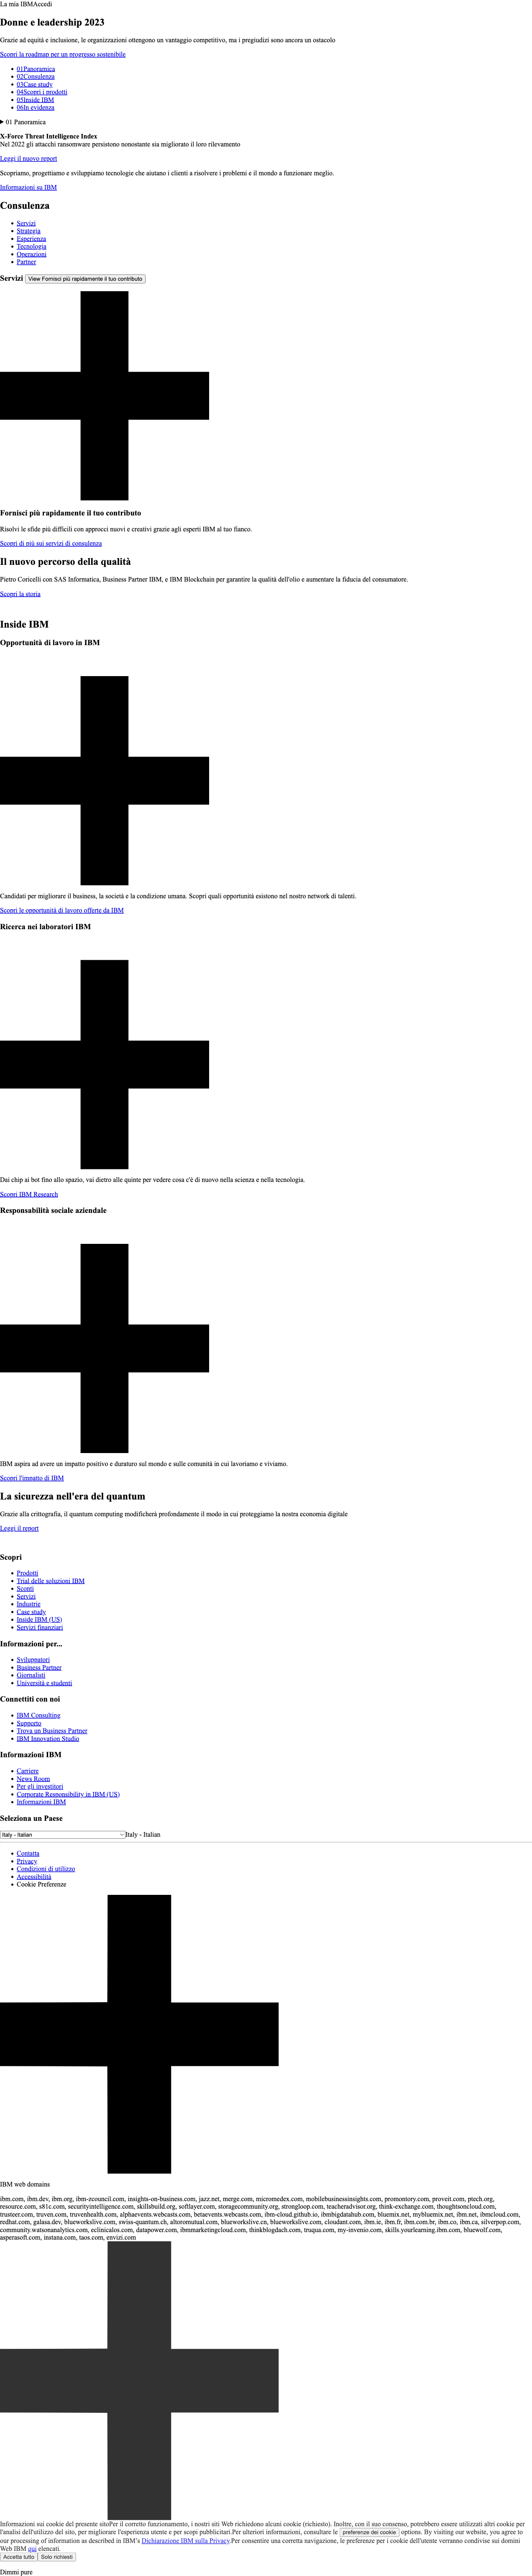 La mia IBMAccedi
Donne e leadership 2023
Grazie ad equità e inclusione, le organizzazioni ottengono un vantaggio competitivo, ma i pregiudizi sono ancora un ostacolo
Scopri la roadmap per un progresso sostenibile
01Panoramica
02Consulenza
03Case study
04Scopri i prodotti
05Inside IBM
06In evidenza
01 Panoramica
X-Force Threat Intelligence Index
Nel 2022 gli attacchi ransomware persistono nonostante sia migliorato il loro rilevamento
Leggi il nuovo report
Scopriamo, progettiamo e sviluppiamo tecnologie che aiutano i clienti a risolvere i problemi e il mondo a funzionare meglio.
Informazioni su IBM
Consulenza
Servizi
Strategia
Esperienza
Tecnologia
Operazioni
Partner
Servizi View Fornisci più rapidamente il tuo contributo
Fornisci più rapidamente il tuo contributo
Risolvi le sfide più difficili con approcci nuovi e creativi grazie agli esperti IBM al tuo fianco.
Scopri di più sui servizi di consulenza
Il nuovo percorso della qualità
Pietro Coricelli con SAS Informatica, Business Partner IBM, e IBM Blockchain per garantire la qualità dell'olio e aumentare la fiducia del consumatore.
Scopri la storia
Inside IBM
Opportunità di lavoro in IBM
Candidati per migliorare il business, la società e la condizione umana. Scopri quali opportunità esistono nel nostro network di talenti.
Scopri le opportunità di lavoro offerte da IBM
Ricerca nei laboratori IBM
Dai chip ai bot fino allo spazio, vai dietro alle quinte per vedere cosa c'è di nuovo nella scienza e nella tecnologia.
Scopri IBM Research
Responsabilità sociale aziendale
IBM aspira ad avere un impatto positivo e duraturo sul mondo e sulle comunità in cui lavoriamo e viviamo.
Scopri l'impatto di IBM
La sicurezza nell'era del quantum
Grazie alla crittografia, il quantum computing modificherà profondamente il modo in cui proteggiamo la nostra economia digitale
Leggi il report
Scopri
Prodotti
Trial delle soluzioni IBM
Sconti
Servizi
Industrie
Case study
Inside IBM (US)
Servizi finanziari
Informazioni per...
Sviluppatori
Business Partner
Giornalisti
Università e studenti
Connettiti con noi
IBM Consulting
Supporto
Trova un Business Partner
IBM Innovation Studio
Informazioni IBM
Carriere
News Room
Per gli investitori
Corporate Responsibility in IBM (US)
Informazioni IBM
Seleziona un Paese
Italy - Italian Italy - Italian
Contatta
Privacy
Condizioni di utilizzo
Accessibilità
Cookie Preferenze
IBM web domains
ibm.com, ibm.dev, ibm.org, ibm-zcouncil.com, insights-on-business.com, jazz.net, merge.com, micromedex.com, mobilebusinessinsights.com, promontory.com, proveit.com, ptech.org,
resource.com, s81c.com, securityintelligence.com, skillsbuild.org, softlayer.com, storagecommunity.org, strongloop.com, teacheradvisor.org, think-exchange.com, thoughtsoncloud.com,
trusteer.com, truven.com, truvenhealth.com, alphaevents.webcasts.com, betaevents.webcasts.com, ibm-cloud.github.io, ibmbigdatahub.com, bluemix.net, mybluemix.net, ibm.net, ibmcloud.com,
redhat.com, galasa.dev, blueworkslive.com, swiss-quantum.ch, altoromutual.com, blueworkslive.cn, blueworkslive.com, cloudant.com, ibm.ie, ibm.fr, ibm.com.br, ibm.co, ibm.ca, silverpop.com,
community.watsonanalytics.com, eclinicalos.com, datapower.com, ibmmarketingcloud.com, thinkblogdach.com, truqua.com, my-invenio.com, skills.yourlearning.ibm.com, bluewolf.com,
asperasoft.com, instana.com, taos.com, envizi.com
Informazioni sui cookie del presente sitoPer il corretto funzionamento, i nostri siti Web richiedono alcuni cookie (richiesto). Inoltre, con il suo consenso, potrebbero esse utilizzati altri cookie per
l'analisi dell'utilizzo del sito, per migliorare l'esperienza utente e per scopi pubblicitari.Per ulteriori informazioni, consultare le preferenze dei cookie options. By visiting our website, you agree to
our processing of information as described in IBM's Dichiarazione IBM sulla Privacy.Per consentire una corretta navigazione, le preferenze per i cookie dell'utente verranno condivise sui domini
Web IBM qui elencati.
Accetta tutto Solo richiesti
Dimmi pure